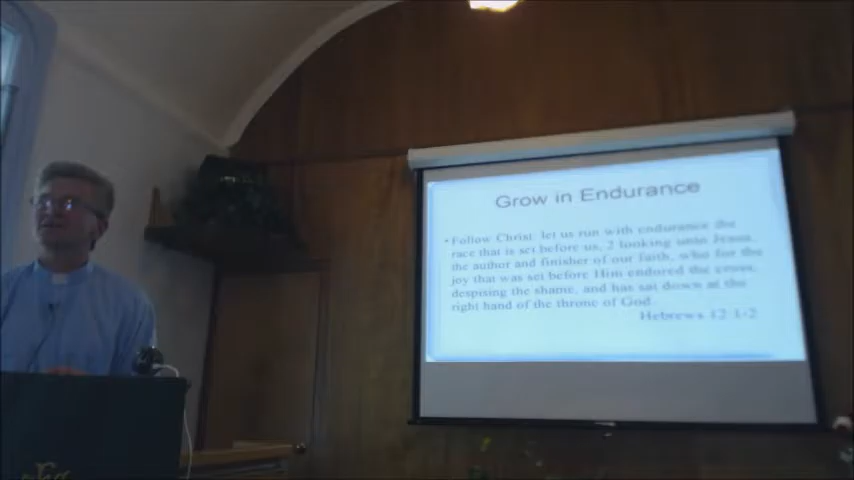 Grow in Endurance
• Follow Christ: let us run with endurance the
race that is set before us, 2 looking unto Jesus,
the author and finisher of our faith, who for the
joy that was set before Him endured the cross,
despising the shame, and has sat down at the
right hand of the throne of God.
Hebrews 12:1-2